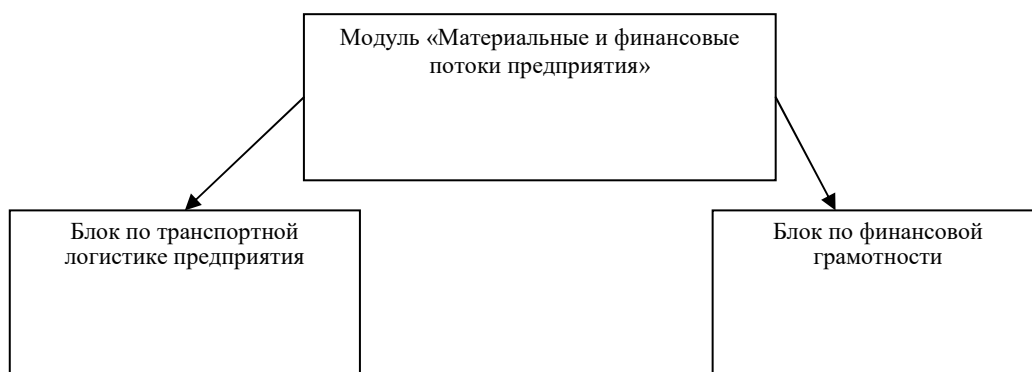 Модуль «Материальные и финансовые
потоки предприятия»
Блок по транспортной
логистике предприятия
Блок по финансовой
грамотности